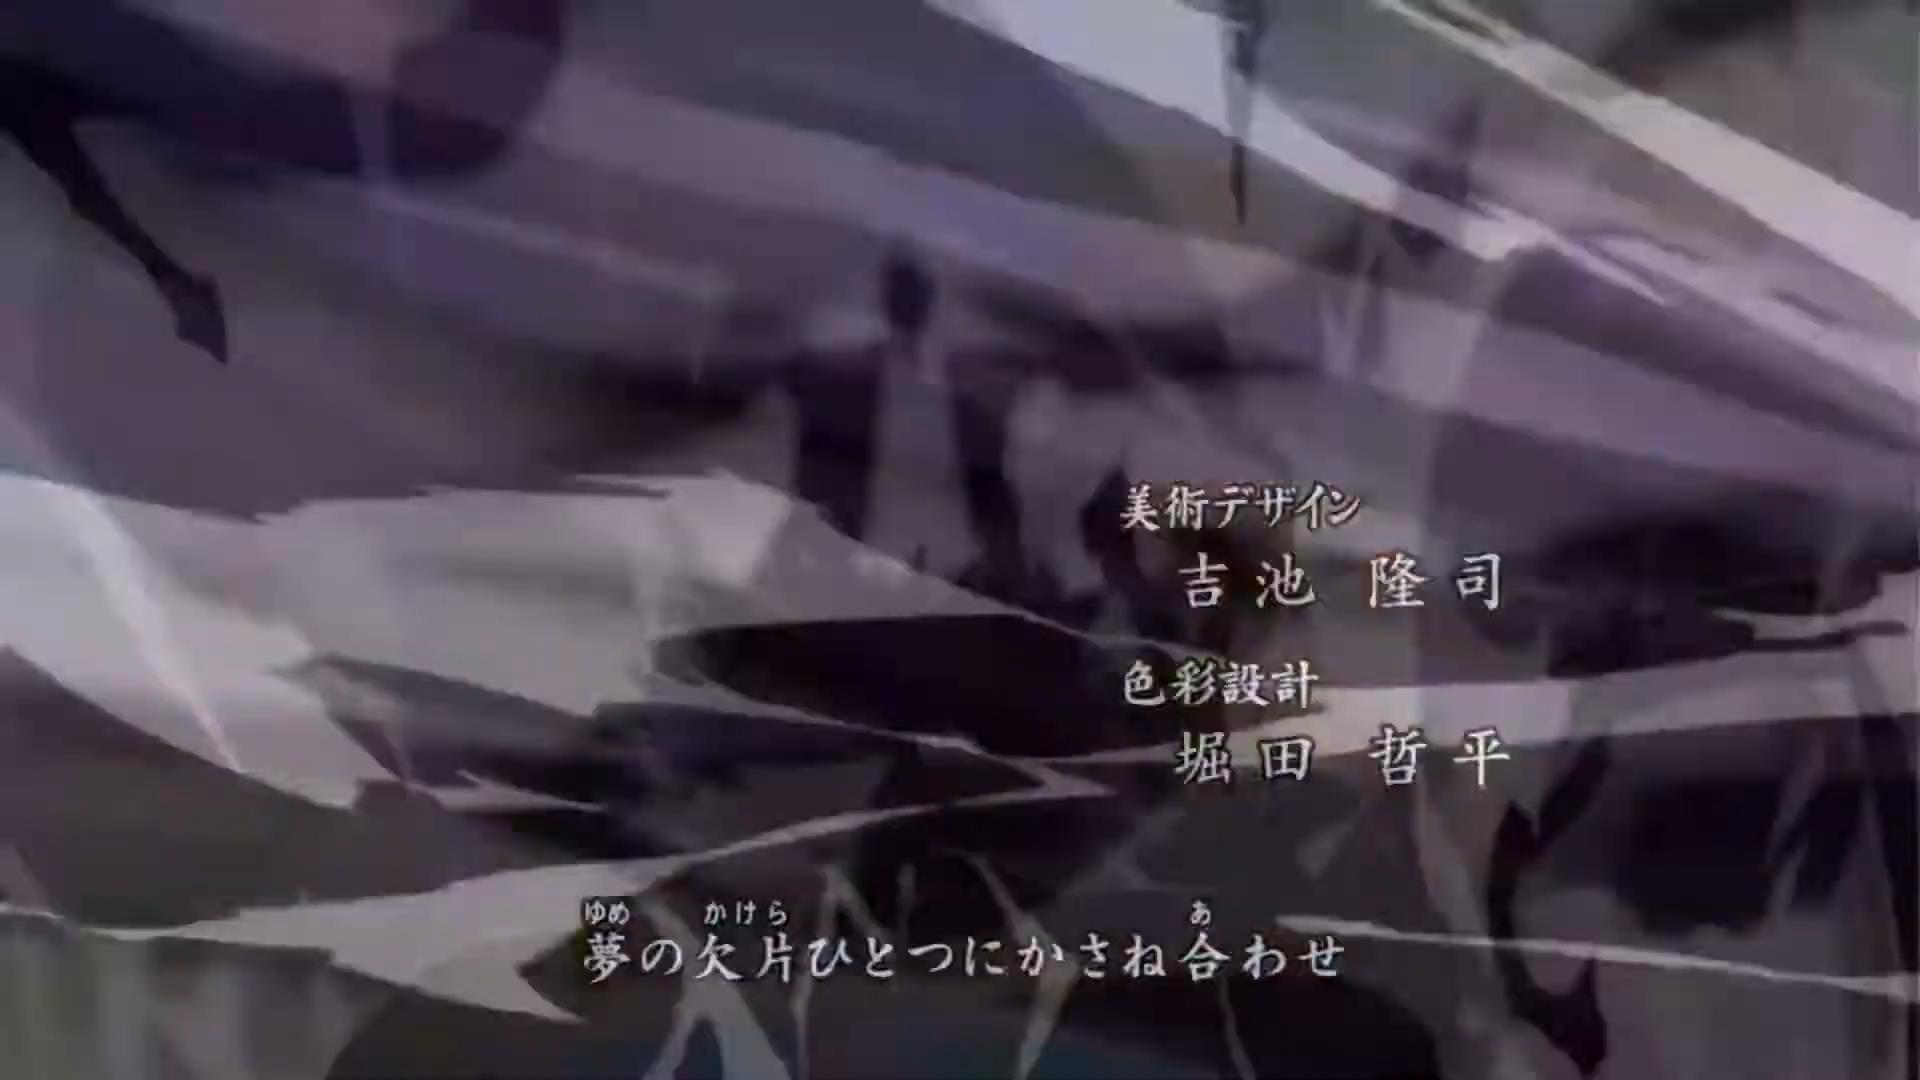 美術デザイン
吉池 隆司
色彩設計
堀田 哲平
ゆめ かけら あ
夢の欠片ひとつにかさね合わせ